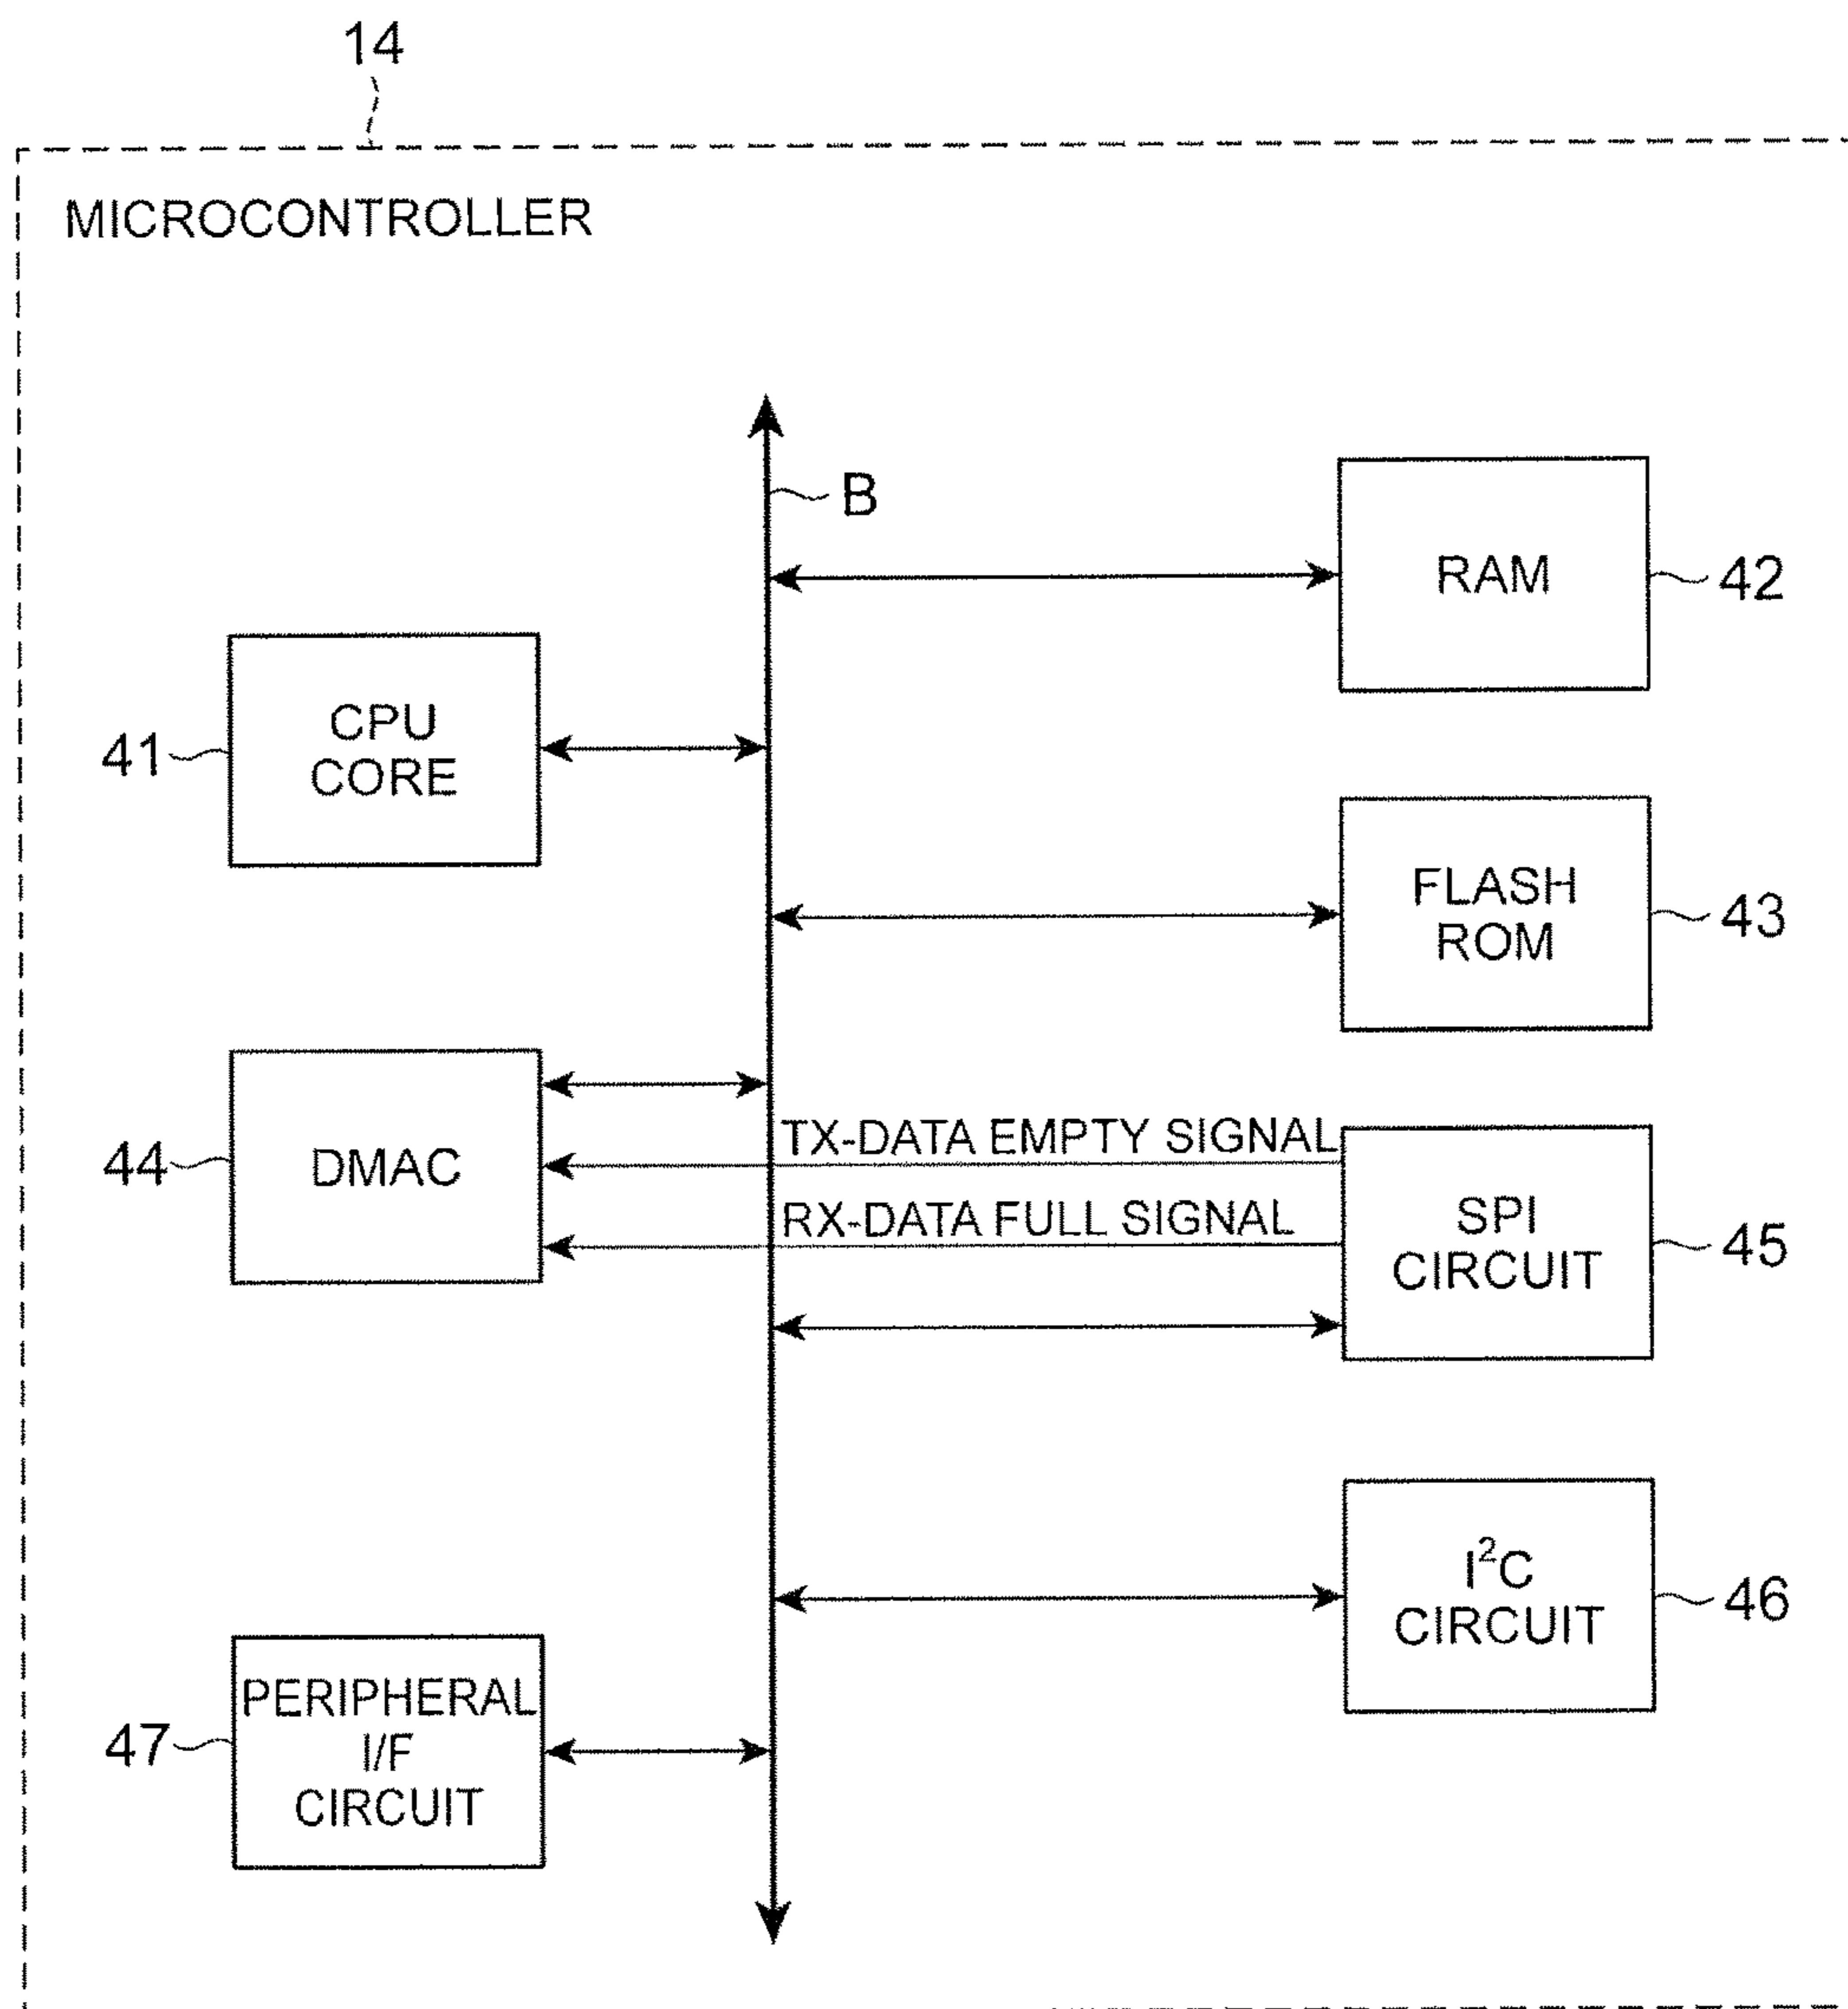 14
MICROCONTROLLER
B
RAM
42
41
CPU
CORE
FLASH
ROM
43
44
DMAC
TX-DATA EMPTY SIGNAL
RX-DATA FULL SIGNAL
SPI
CIRCUIT
45
I²C
CIRCUIT
46
47
PERIPHERAL
I/F
CIRCUIT